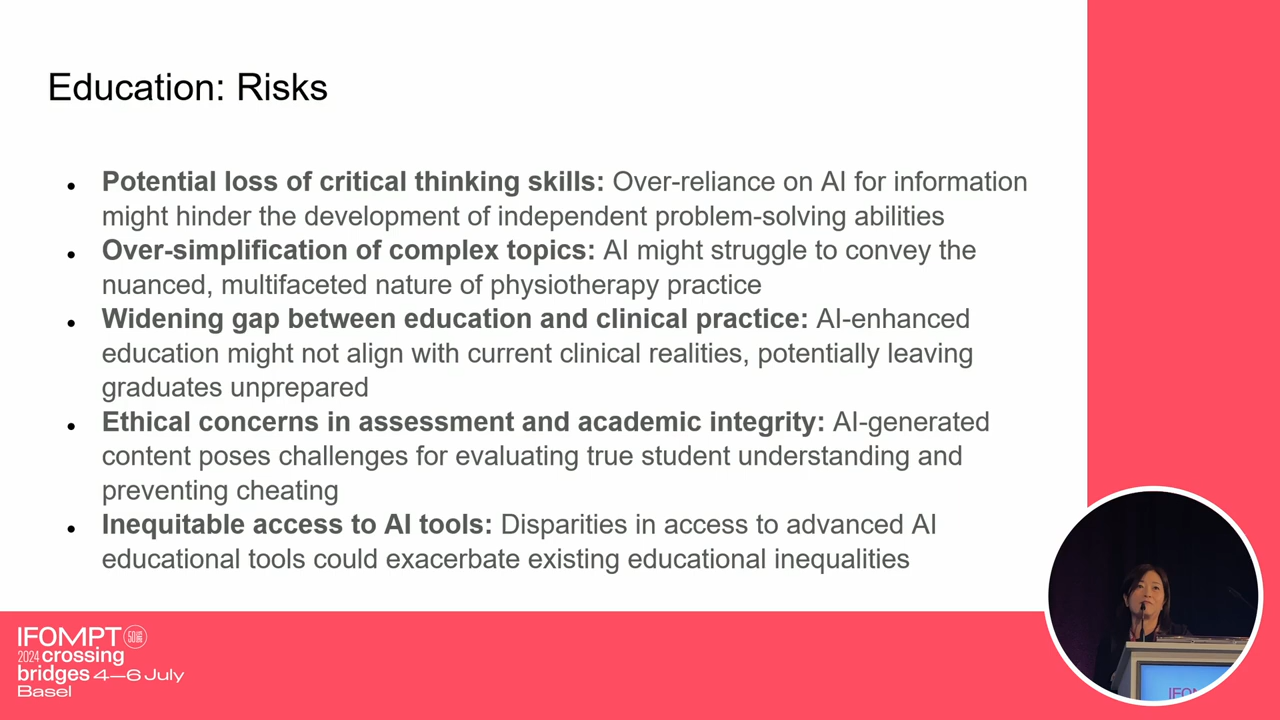 Education: Risks
• Potential loss of critical thinking skills: Over-reliance on AI for information
might hinder the development of independent problem-solving abilities
• Over-simplification of complex topics: AI might struggle to convey the
nuanced, multifaceted nature of physiotherapy practice
• Widening gap between education and clinical practice: AI-enhanced
education might not align with current clinical realities, potentially leaving
graduates unprepared
• Ethical concerns in assessment and academic integrity: AI-generated
content poses challenges for evaluating true student understanding and
preventing cheating
• Inequitable access to AI tools: Disparities in access to advanced AI
educational tools could exacerbate existing educational inequalities
IFOMPT
2024 crossing
bridges 4—6 July
Basel